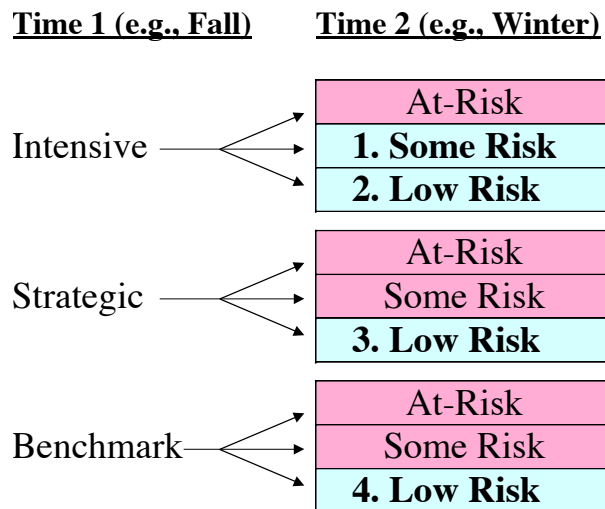 Time 1 (e.g., Fall) Time 2 (e.g., Winter)
At-Risk
Intensive 1. Some Risk
2. Low Risk
At-Risk
Strategic Some Risk
3. Low Risk
At-Risk
Benchmark Some Risk
4. Low Risk